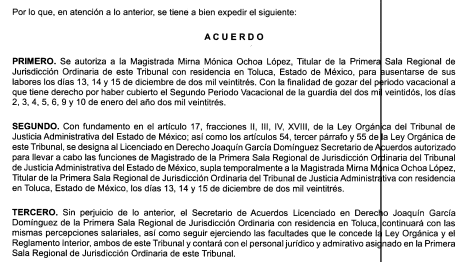 Por lo que, en atención a lo anterior, se tiene a bien expedir el siguiente:
A C U E R D O
PRIMERO. Se autoriza a la Magistrada Mirna Mónica Ochoa López, Titular de la Primera Sala Regional de
Jurisdicción Ordinaria de este Tribunal con residencia en Toluca, Estado de México, para ausentarse de sus
labores los días 13, 14 y 15 de diciembre de dos mil veintitrés. Con la finalidad de gozar del periodo vacacional a
que tiene derecho por haber cubierto el Segundo Periodo Vacacional de la guardia del dos mil veintidós, los días
2, 3, 4, 5, 6, 9 y 10 de enero del año dos mil veintitrés.
SEGUNDO. Con fundamento en el artículo 17, fracciones II, III, IV, XVIII, de la Ley Orgánica del Tribunal de
Justicia Administrativa del Estado de México; así como los artículos 54, tercer párrafo y 55 de la Ley Orgánica de
este Tribunal, se designa al Licenciado en Derecho Joaquín García Domínguez Secretario de Acuerdos autorizado
para llevar a cabo las funciones de Magistrado de la Primera Sala Regional de Jurisdicción Ordinaria del Tribunal
de Justicia Administrativa del Estado de México, supla temporalmente a la Magistrada Mirna Mónica Ochoa López,
Titular de la Primera Sala Regional de Jurisdicción Ordinaria del Tribunal de Justicia Administrativa con residencia
en Toluca, Estado de México, los días 13, 14 y 15 de diciembre de dos mil veintitrés.
TERCERO. Sin perjuicio de lo anterior, el Secretario de Acuerdos Licenciado en Derecho Joaquín García
Domínguez de la Primera Sala Regional de Jurisdicción Ordinaria con residencia en Toluca, continuará con las
mismas percepciones salariales, así como seguir ejerciendo las facultades que le concede la Ley Orgánica y el
Reglamento Interior, ambos de este Tribunal y contará con el personal jurídico y admirativo asignado en la Primera
Sala Regional de Jurisdicción Ordinaria de este Tribunal.